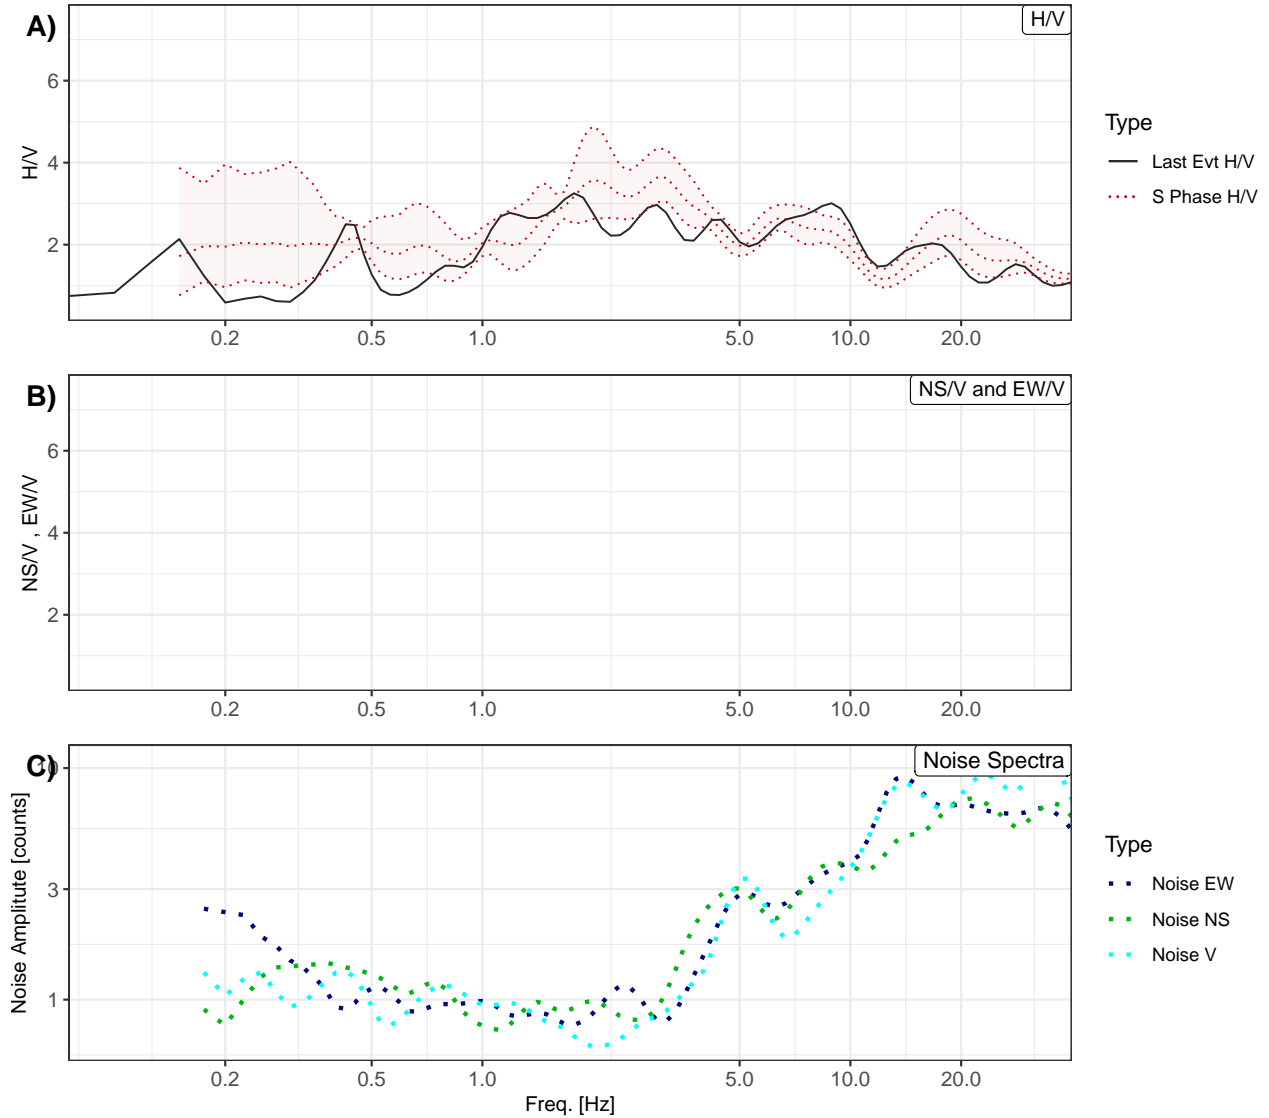 A)
H/V
H/V
6
4
2
0.2 0.5 1.0 5.0 10.0 20.0
Type
Last Evt H/V
S Phase H/V
B)
NS/V and EW/V
NS/V , EW/V
6
4
2
0.2 0.5 1.0 5.0 10.0 20.0
C)
Noise Spectra
Noise Amplitude [counts]
10
3
1
0.2 0.5 1.0 5.0 10.0 20.0
Freq. [Hz]
Type
Noise EW
Noise NS
Noise V